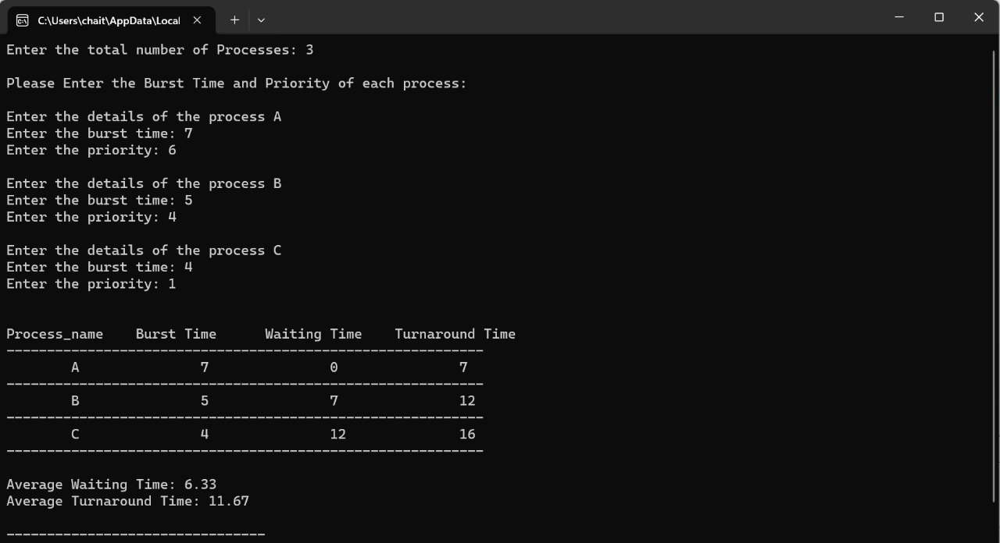 C:\Users\chait\AppData\Local
Enter the total number of Processes: 3
Please Enter the Burst Time and Priority of each process:
Enter the details of the process A
Enter the burst time: 7
Enter the priority: 6
Enter the details of the process B
Enter the burst time: 5
Enter the priority: 4
Enter the details of the process C
Enter the burst time: 4
Enter the priority: 1
Process_name    Burst Time      Waiting Time    Turnaround Time
-----------------------------------------------------------
        A               7               0               7
-----------------------------------------------------------
        B               5               7               12
-----------------------------------------------------------
        C               4               12              16
-----------------------------------------------------------
Average Waiting Time: 6.33
Average Turnaround Time: 11.67
--------------------------------